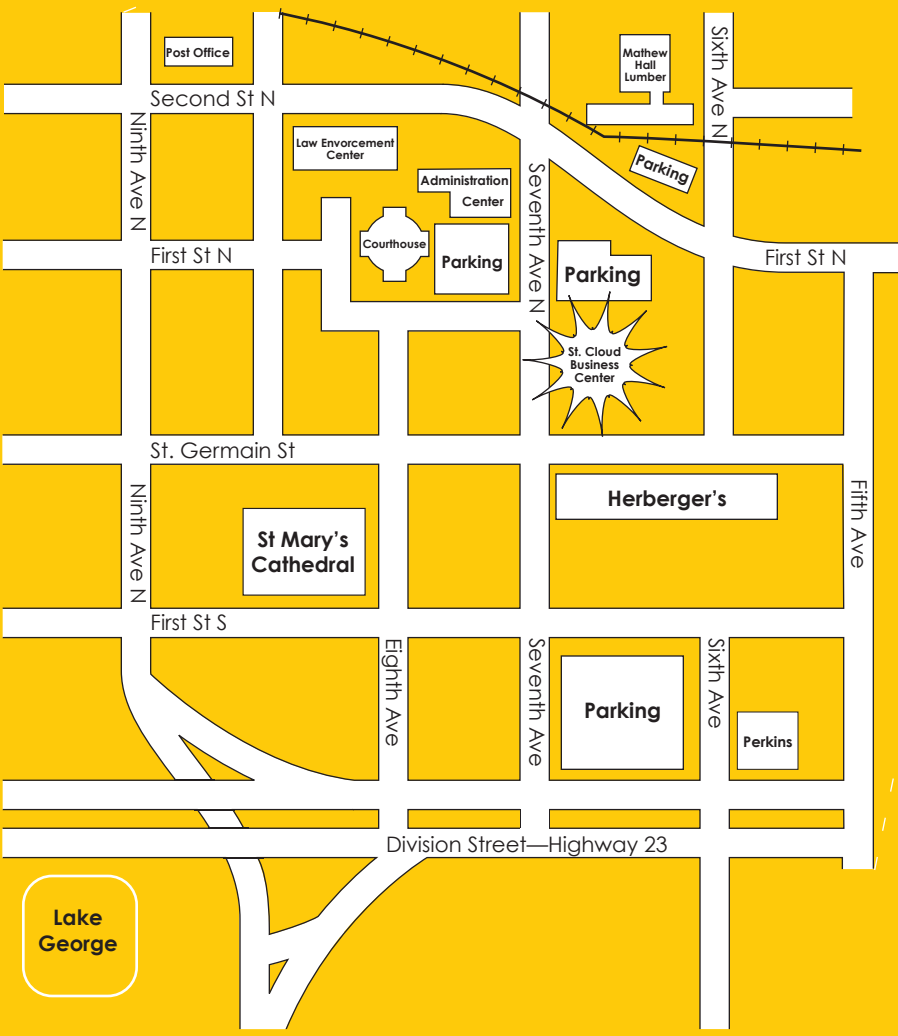 Post Office
Mathew
Hall
Lumber
Sixth Ave N
Second St N
Ninth Ave N
Law Envorcement
Center
Parking
Administration
Center
Seventh Ave N
Courthouse
Parking
First St N
Parking
First St N
St. Cloud
Business
Center
St. Germain St
Herberger's
Ninth Ave N
Fifth Ave
St Mary's
Cathedral
First St S
Eighth Ave
Seventh Ave
Sixth Ave
Parking
Perkins
Division Street—Highway 23
Lake
George